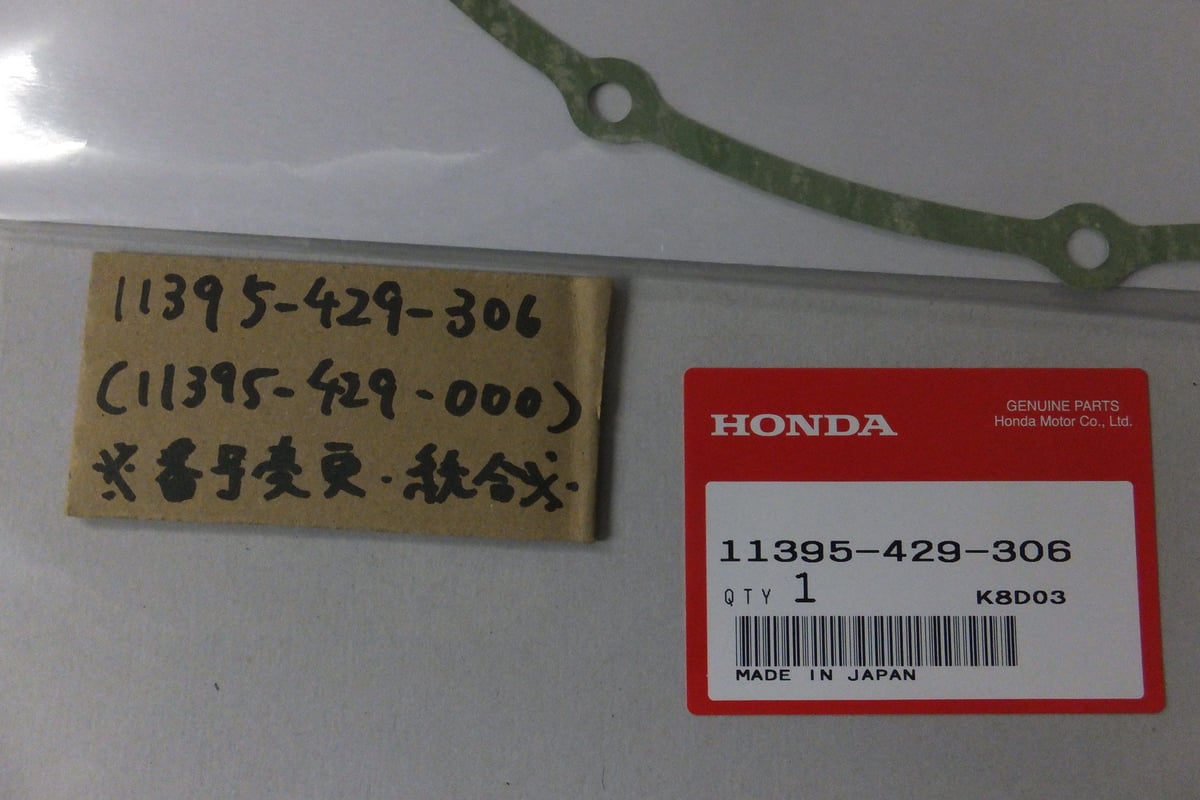 11395-429-306
(11395-429-000)
※番号変更・統合※
HONDA
GENUINE PARTS
Honda Motor Co., Ltd.
11395-429-306
QTY 1 K8D03
MADE IN JAPAN